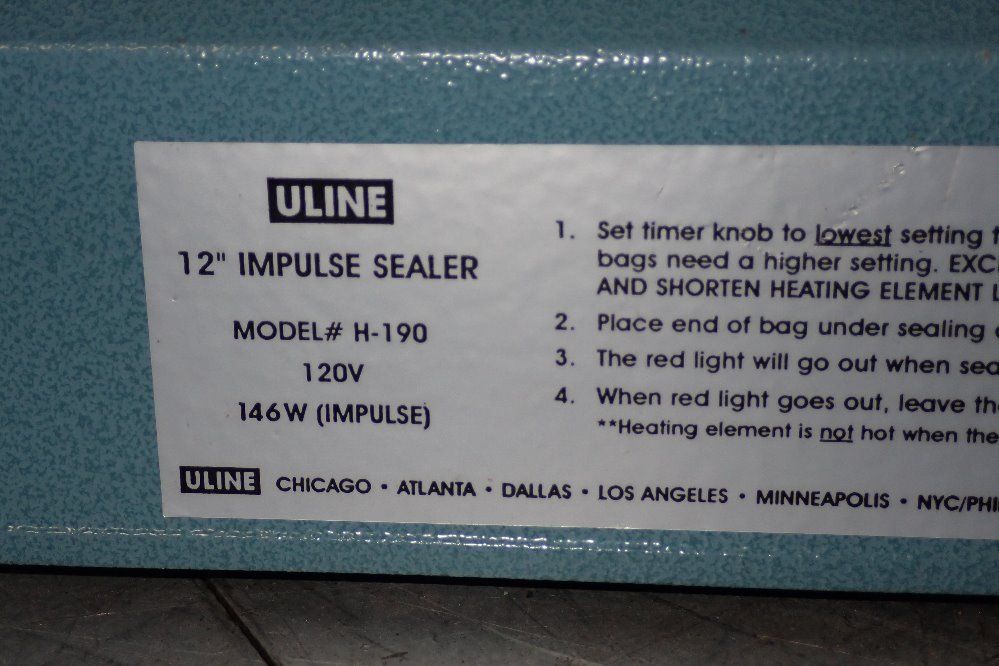 ULINE
12" IMPULSE SEALER
MODEL# H-190
120V
146W (IMPULSE)
1. Set timer knob to lowest setting
bags need a higher setting.
AND SHORTEN HEATING ELEMENT
2. Place end of bag under sealing
3. The red light will go out when
4. When red light goes out, leave
**Heating element is not hot when the
ULINE CHICAGO • ATLANTA • DALLAS • LOS ANGELES • MINNEAPOLIS • NYC/